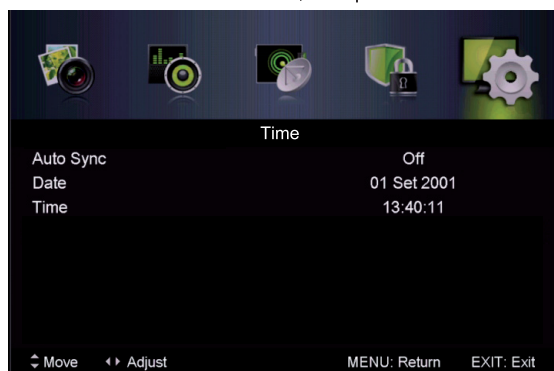 Time
Auto Sync Off
Date 01 Set 2001
Time 13:40:11
Move Adjust MENU: Return EXIT: Exit